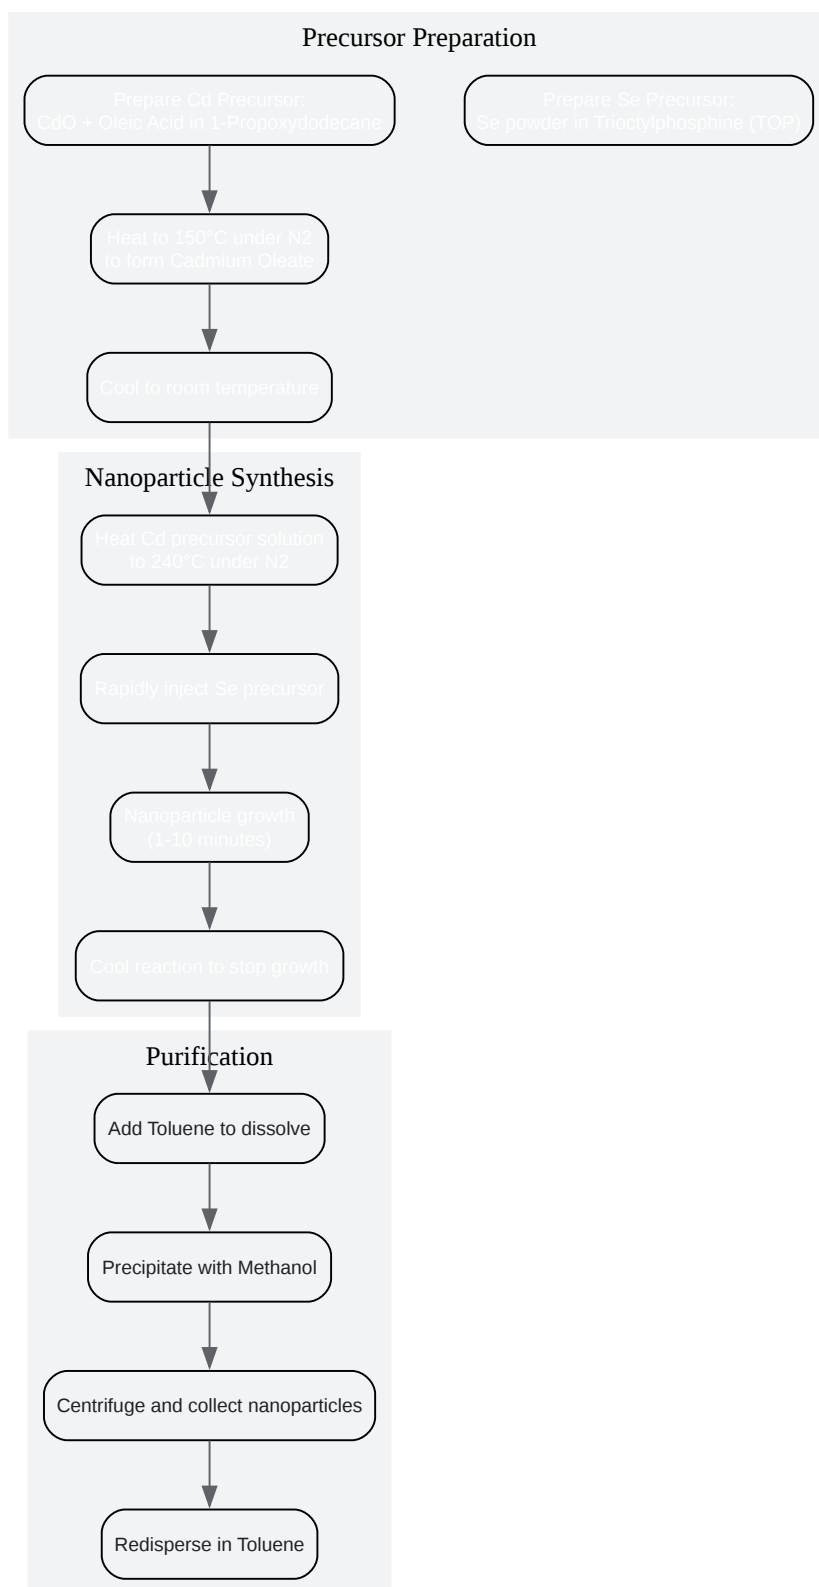 Precursor Preparation
Prepare Cd Precursor:
CdO + Oleic Acid in 1-Propoxydodecane
Prepare Se Precursor:
Se powder in Trioctylphosphine (TOP)
Heat to 150°C under N2
to form Cadmium Oleate
Cool to room temperature
Nanoparticle Synthesis
Heat Cd precursor solution
to 240°C under N2
Rapidly inject Se precursor
Nanoparticle growth
(1-10 minutes)
Cool reaction to stop growth
Purification
Add Toluene to dissolve
Precipitate with Methanol
Centrifuge and collect nanoparticles
Redisperse in Toluene